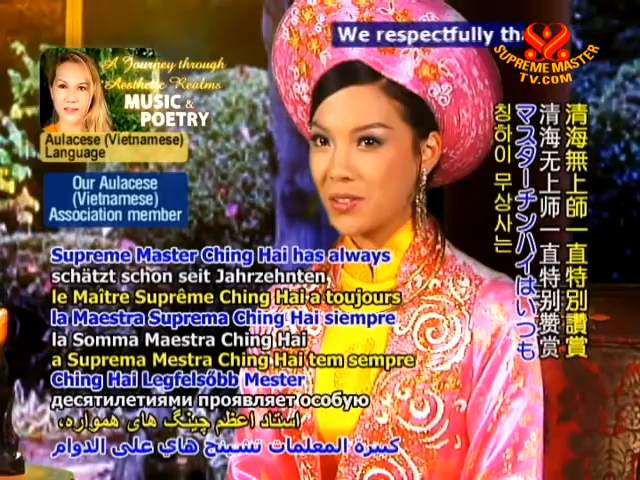 We respectfully th
SUPREME MASTER
TV.COM
A Journey through
Aesthetic Realms
MUSIC &
POETRY
Aulacese (Vietnamese)
Language
Our Aulacese
(Vietnamese)
Association member
清海無上師一直特別讚賞
清海无上师一直特别赞赏
マスターチンハイはいつも
칭하이 무상사는
Supreme Master Ching Hai has always
schätzt schon seit Jahrzehnten
le Maître Suprême Ching Hai a toujours
la Maestra Suprema Ching Hai siempre
la Somma Maestra Ching Hai
a Suprema Mestra Ching Hai tem sempre
Ching Hai Legfelsőbb Mester
десятилетиями проявляет особую
استاد اعظم چینگ های همواره،
كبيرة المعلمات تشينج هاي على الدوام